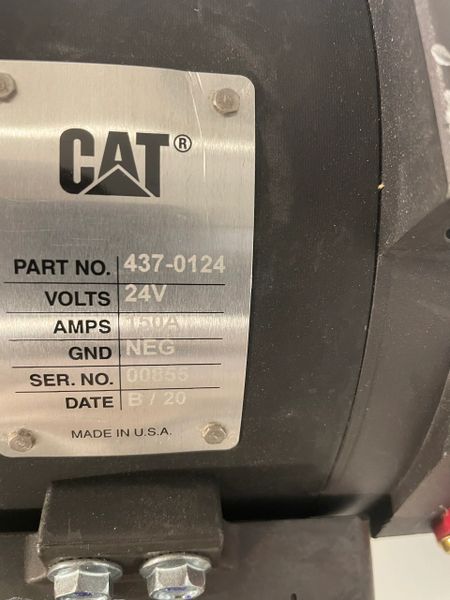 CAT®
PART NO. 437-0124
VOLTS 24V
AMPS 150A
GND NEG
SER. NO. 00855
DATE B / 20
MADE IN U.S.A.